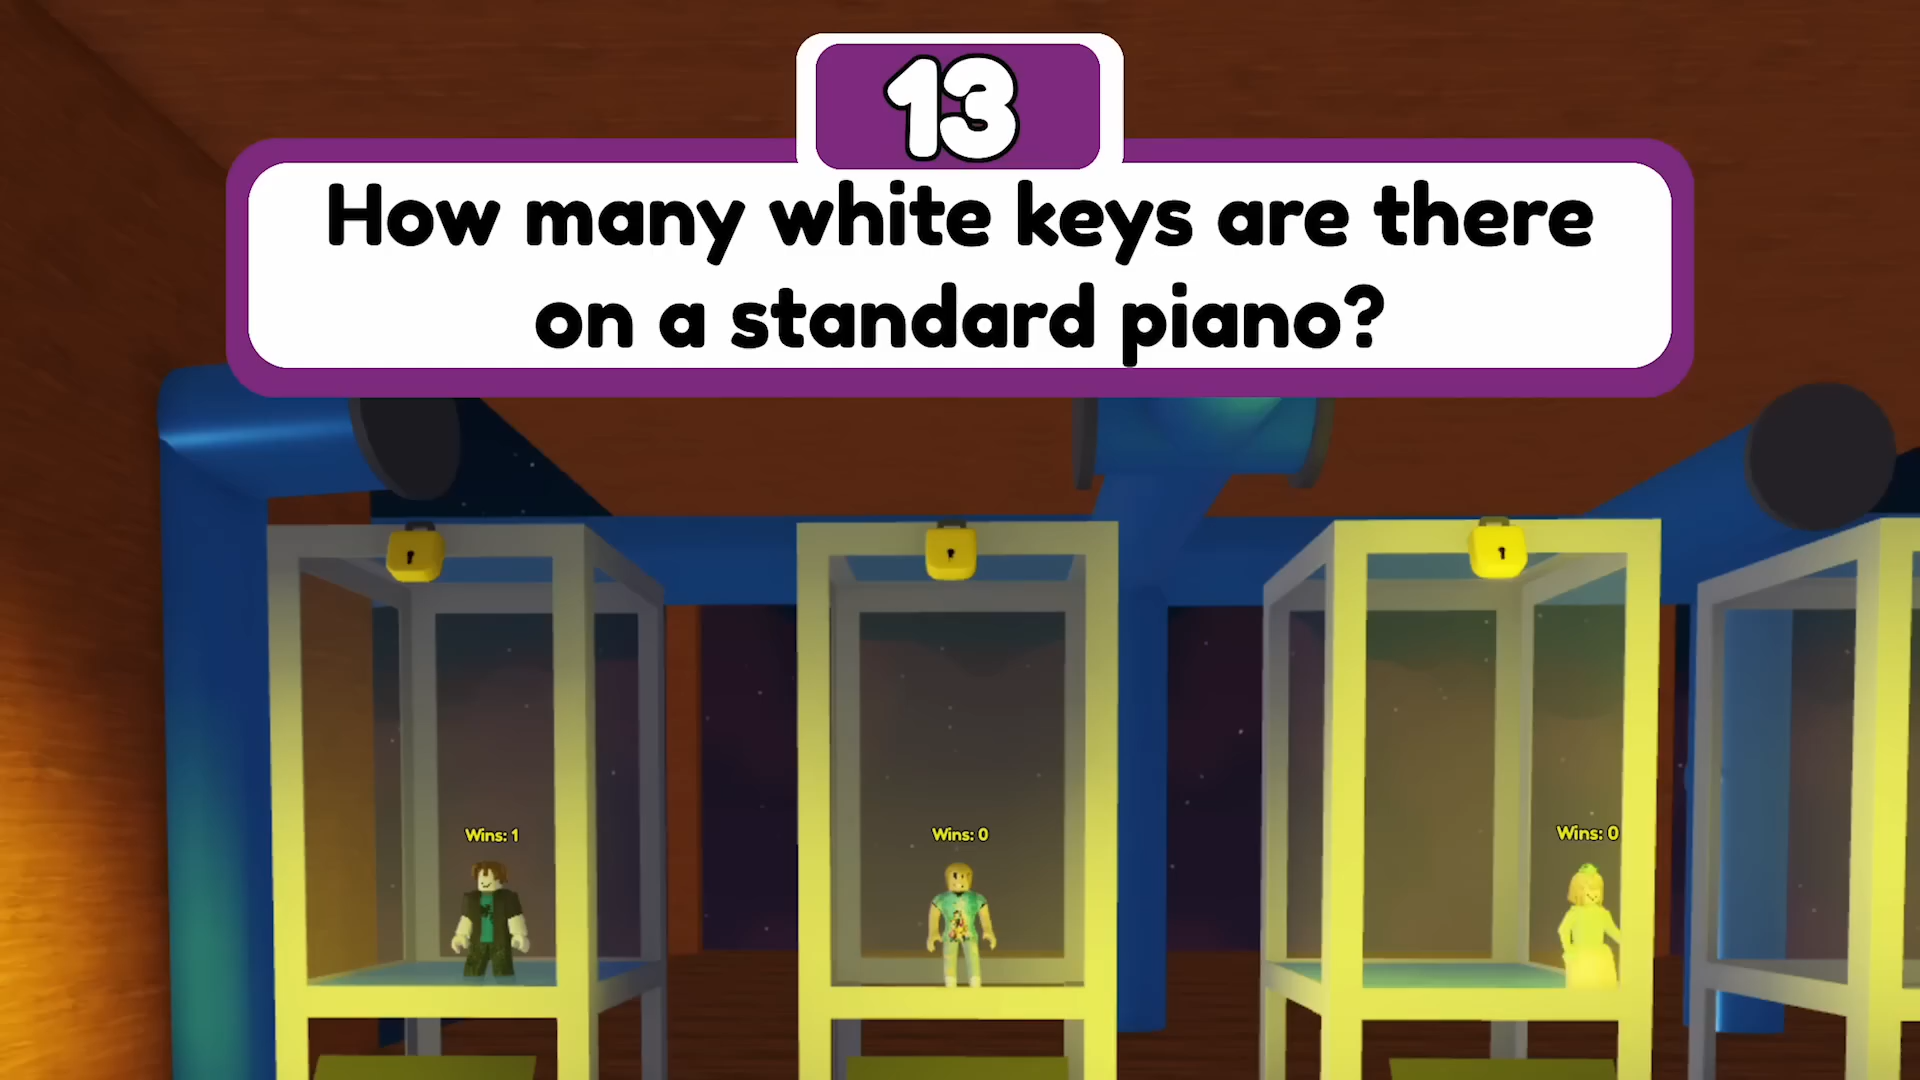 13
How many white keys are there
on a standard piano?
Wins: 1
Wins: 0
Wins: 0